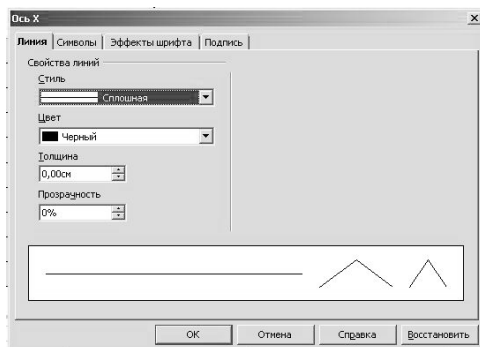 Ось X
Линия Символы Эффекты шрифта Подпись
Свойства линий
Стиль
Сплошная
Цвет
Черный
Толщина
0,00см
Прозрачность
0%
ОК Отмена Справка Восстановить